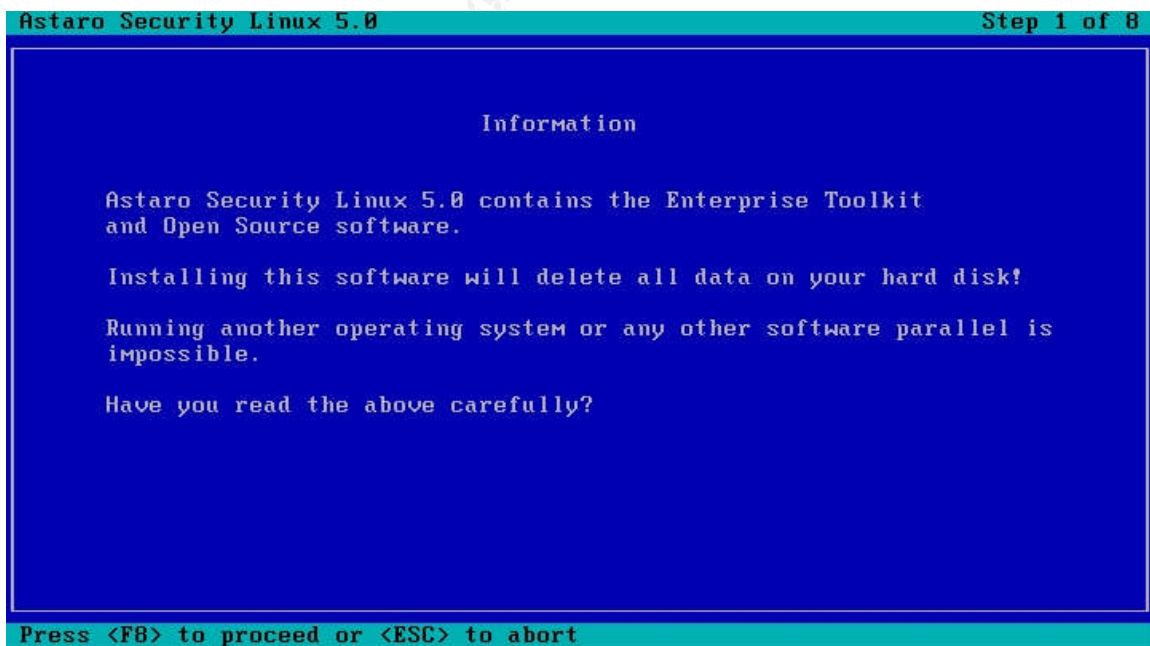 Astaro Security Linux 5.0 Step 1 of 8
Information
Astaro Security Linux 5.0 contains the Enterprise Toolkit
and Open Source software.
Installing this software will delete all data on your hard disk!
Running another operating system or any other software parallel is
impossible.
Have you read the above carefully?
Press <F8> to proceed or <ESC> to abort